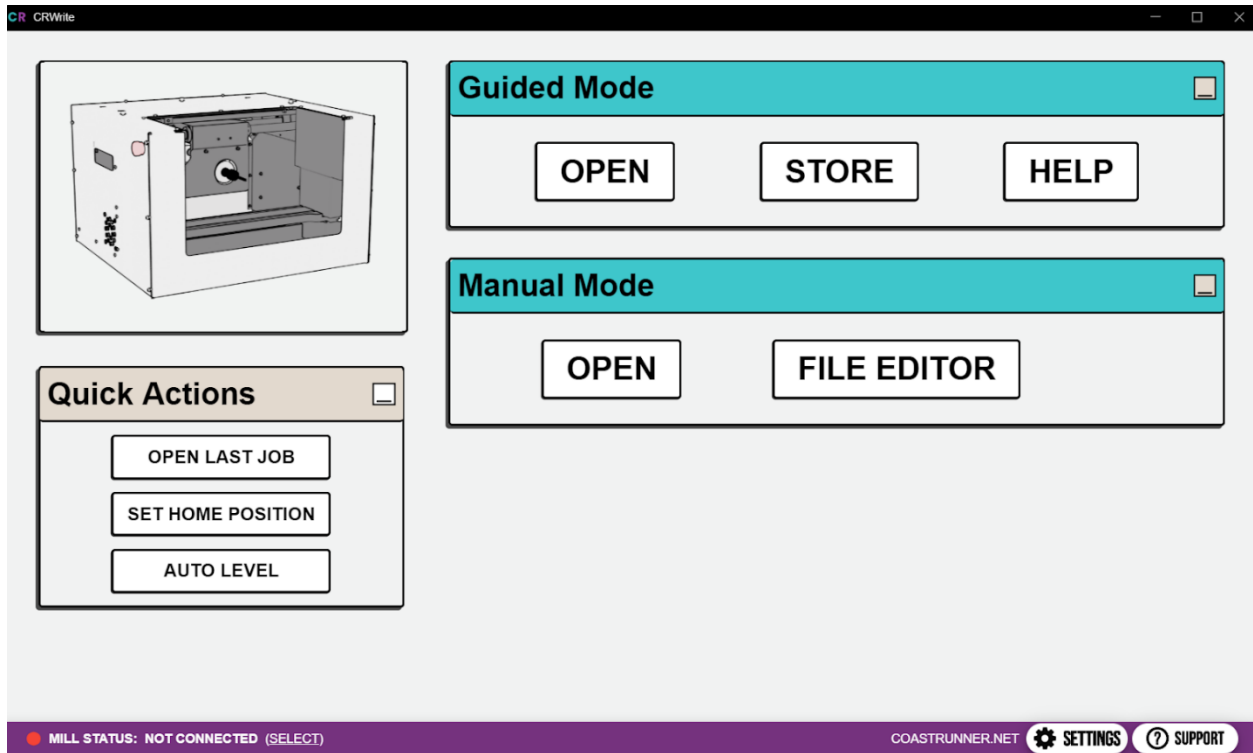 CR CRWrite
Guided Mode
OPEN STORE HELP
Manual Mode
OPEN FILE EDITOR
Quick Actions
OPEN LAST JOB
SET HOME POSITION
AUTO LEVEL
MILL STATUS: NOT CONNECTED (SELECT) COASTRUNNER.NET SETTINGS ? SUPPORT